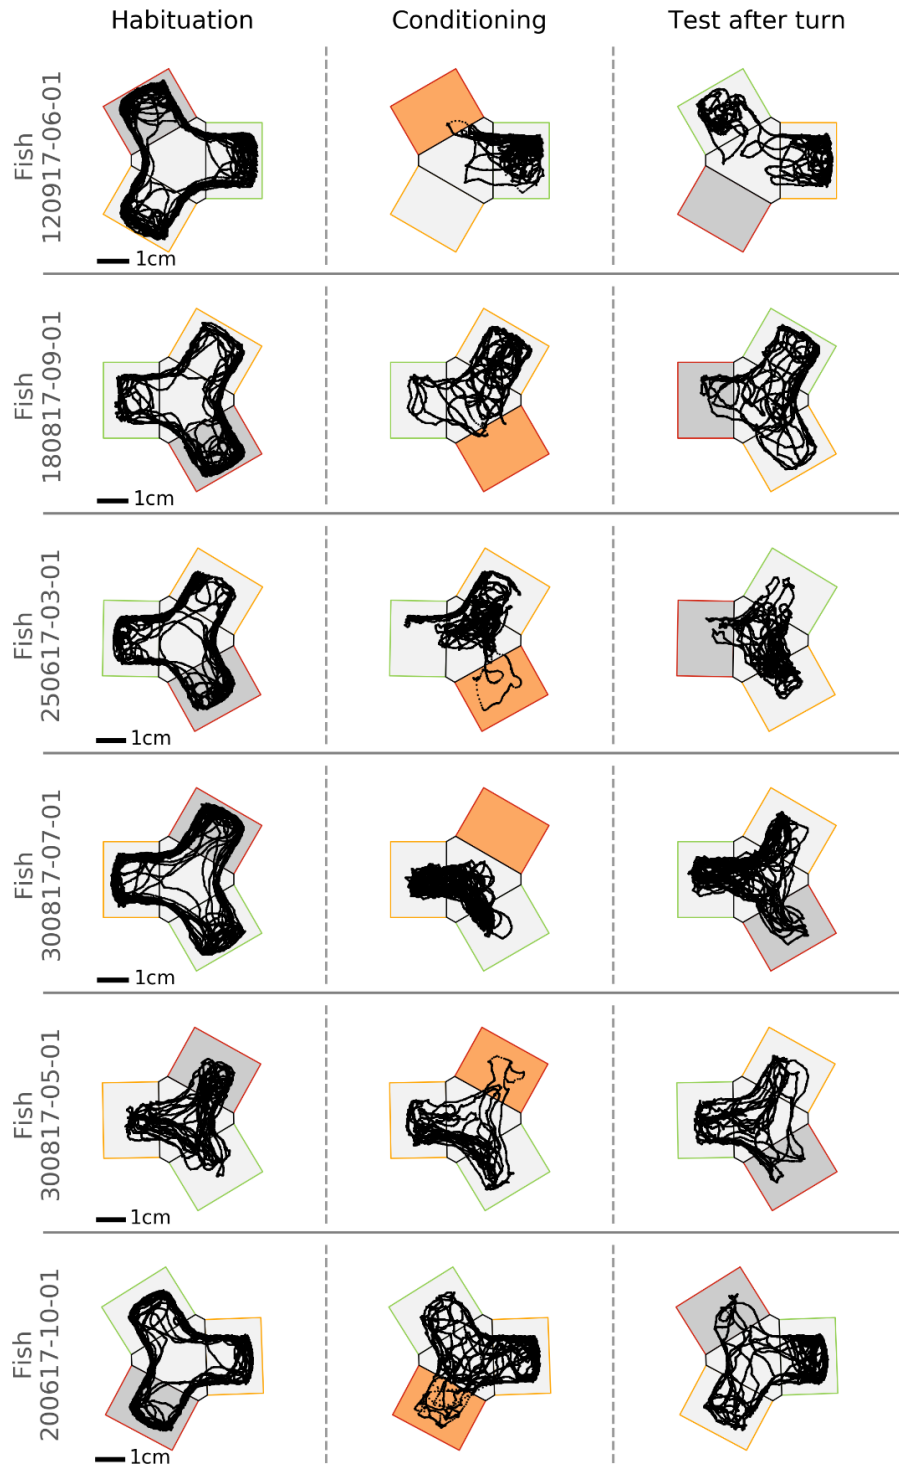 Habituation Conditioning Test after turn
Fish
120917-06-01
1cm
Fish
180817-09-01
1cm
Fish
250617-03-01
1cm
Fish
300817-07-01
1cm
Fish
300817-05-01
1cm
Fish
200617-10-01
1cm